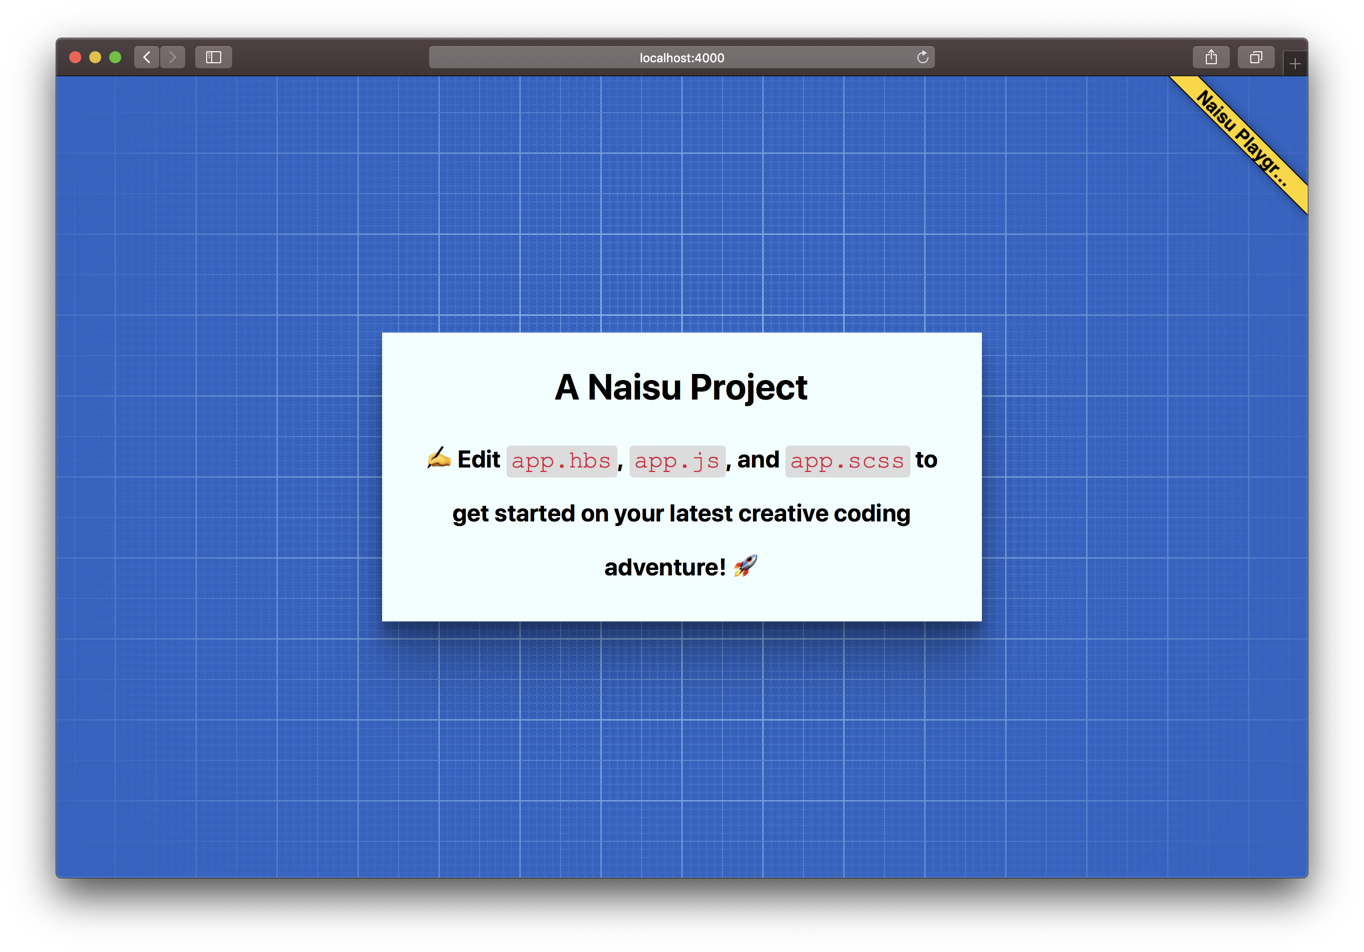 localhost:4000
Naisu Playgr...
A Naisu Project
✍️ Edit app.hbs, app.js, and app.scss to
get started on your latest creative coding
adventure! 🚀